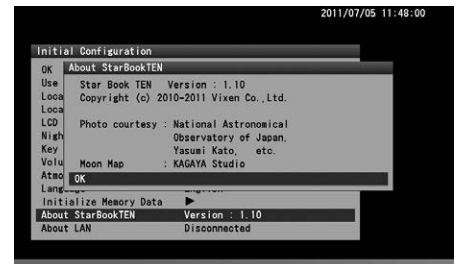 2011/07/05 11:48:00
Initial Configuration
OK
About StarBookTEN
Use
Star Book TEN Version : 1.10
Loca
Copyright (c) 2010-2011 Vixen Co.,Ltd.
Loca
LCD
Photo courtesy : National Astronomical
Nigh
Observatory of Japan,
Key
Yasumi Kato, etc.
Volu
Moon Map : KAGAYA Studio
Atmo
OK
Initialize Memory Data ▶
About StarBookTEN Version : 1.10
About LAN Disconnected